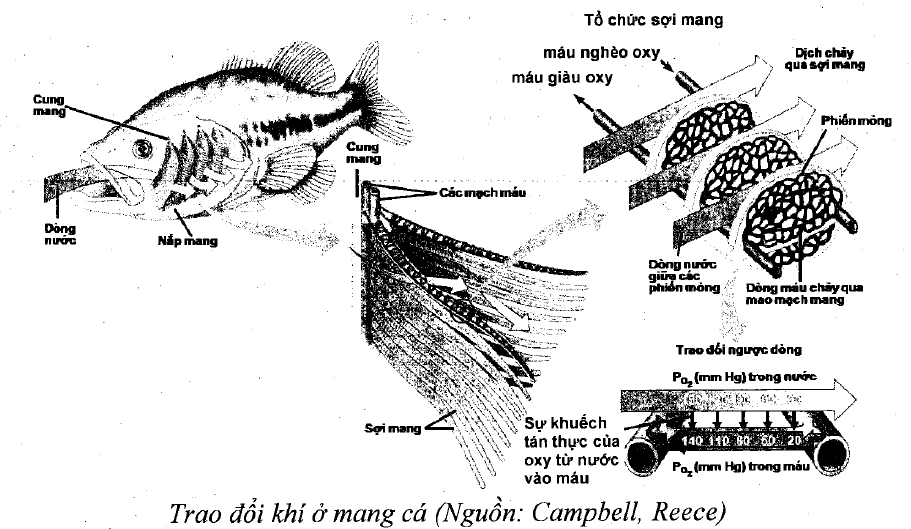 Tổ chức sợi mang
máu nghèo oxy
máu giàu oxy
Dịch chảy
qua sợi mang
Cung
mang
Phiến mỏng
Cung
mang
Các mạch máu
Dòng
nước
Nắp mang
Dòng nước
giữa các
phiến mỏng
Dòng máu chảy qua
mao mạch mang
Trao đổi ngược dòng
PO2 (mm Hg) trong nước
Sợi mang
Sự khuếch
tán thực của
oxy từ nước
vào máu
140 110 80 50 20
PO2 (mm Hg) trong máu
Trao đổi khí ở mang cá (Nguồn: Campbell, Reece)